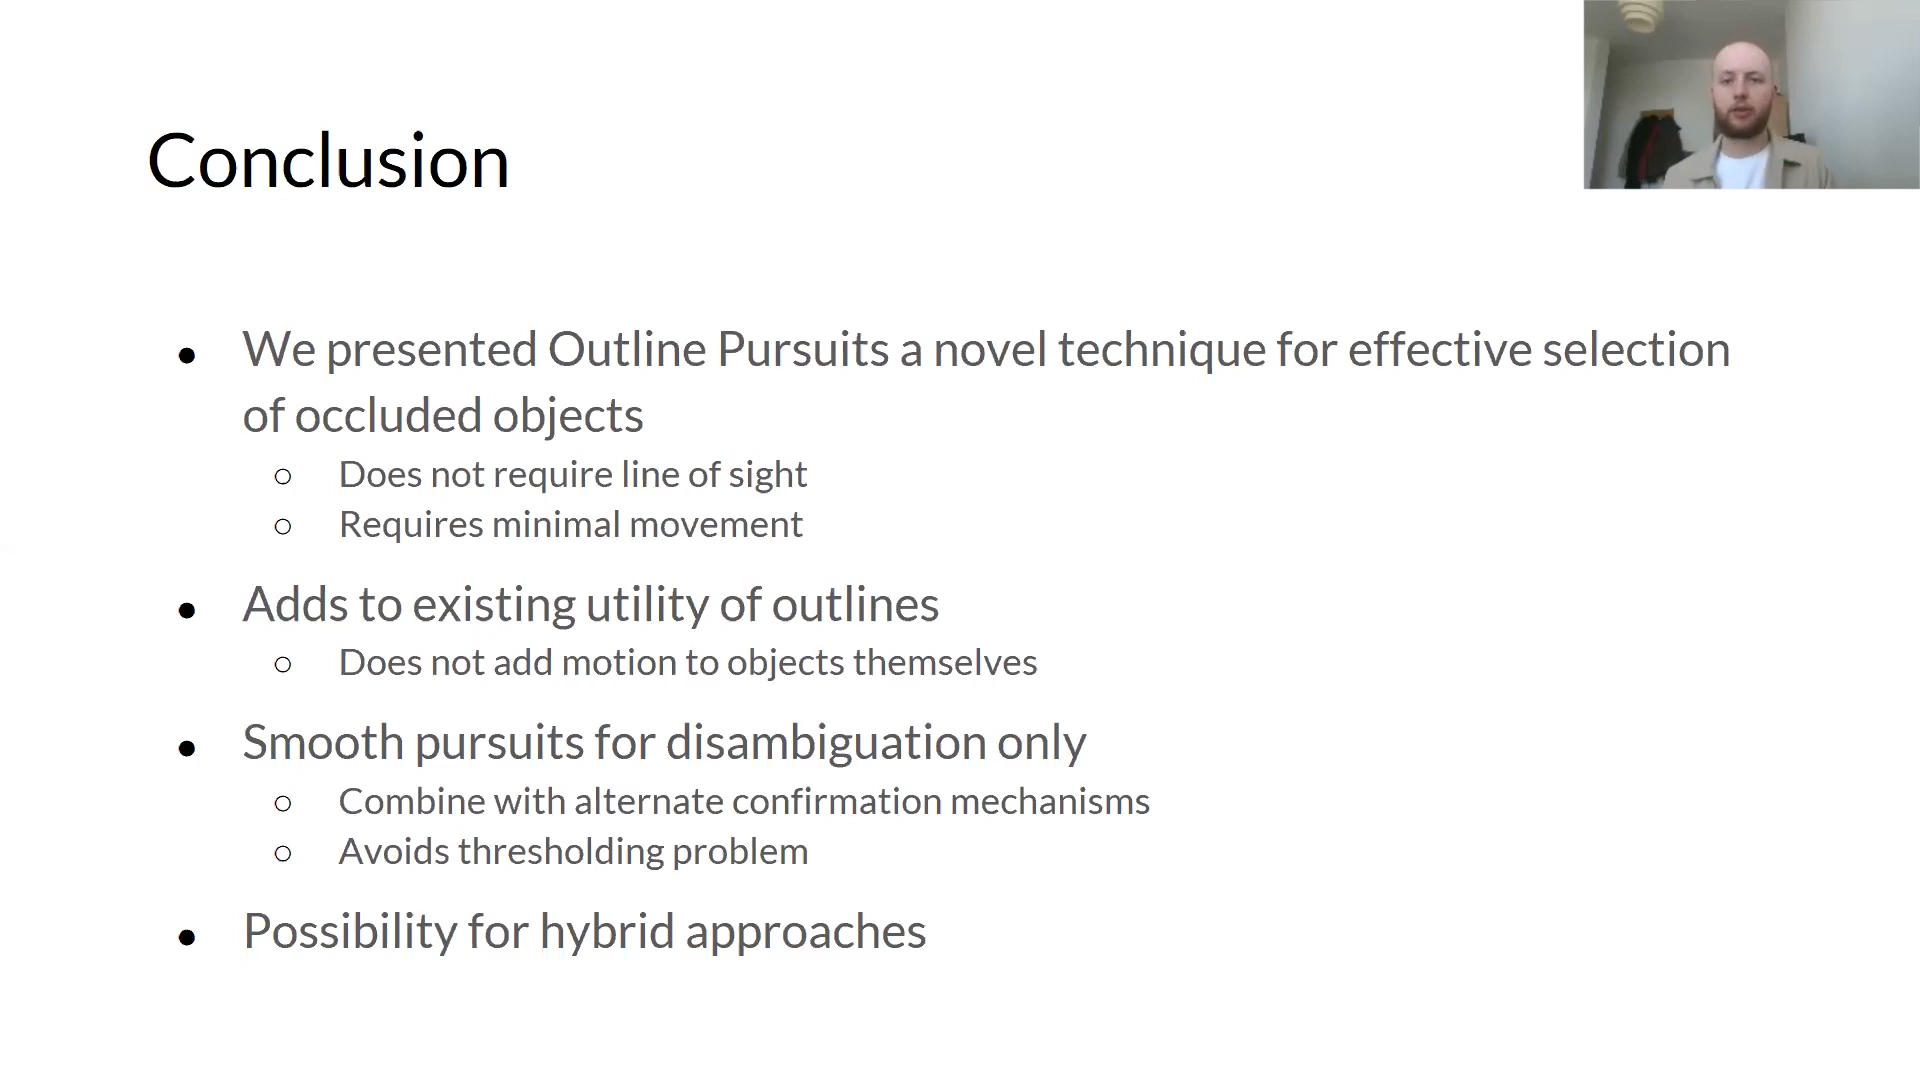 Conclusion
● We presented Outline Pursuits a novel technique for effective selection
of occluded objects
○ Does not require line of sight
○ Requires minimal movement
● Adds to existing utility of outlines
○ Does not add motion to objects themselves
● Smooth pursuits for disambiguation only
○ Combine with alternate confirmation mechanisms
○ Avoids thresholding problem
● Possibility for hybrid approaches